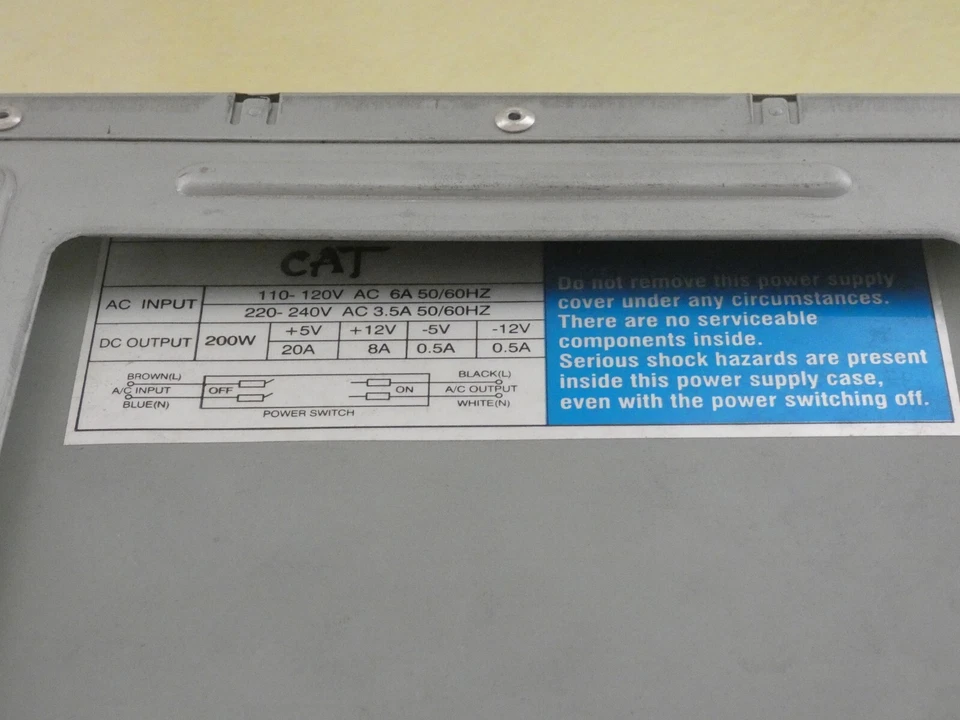 CAT
AC INPUT
110- 120V AC 6A 50/60HZ
220- 240V AC 3.5A 50/60HZ
DC OUTPUT 200W
+5V +12V -5V -12V
20A 8A 0.5A 0.5A
BROWN(L)
A/C INPUT
BLUE(N)
OFF ON
POWER SWITCH
BLACK(L)
A/C OUTPUT
WHITE(N)
Do not remove this power supply
cover under any circumstances.
There are no serviceable
components inside.
Serious shock hazards are present
inside this power supply case,
even with the power switching off.